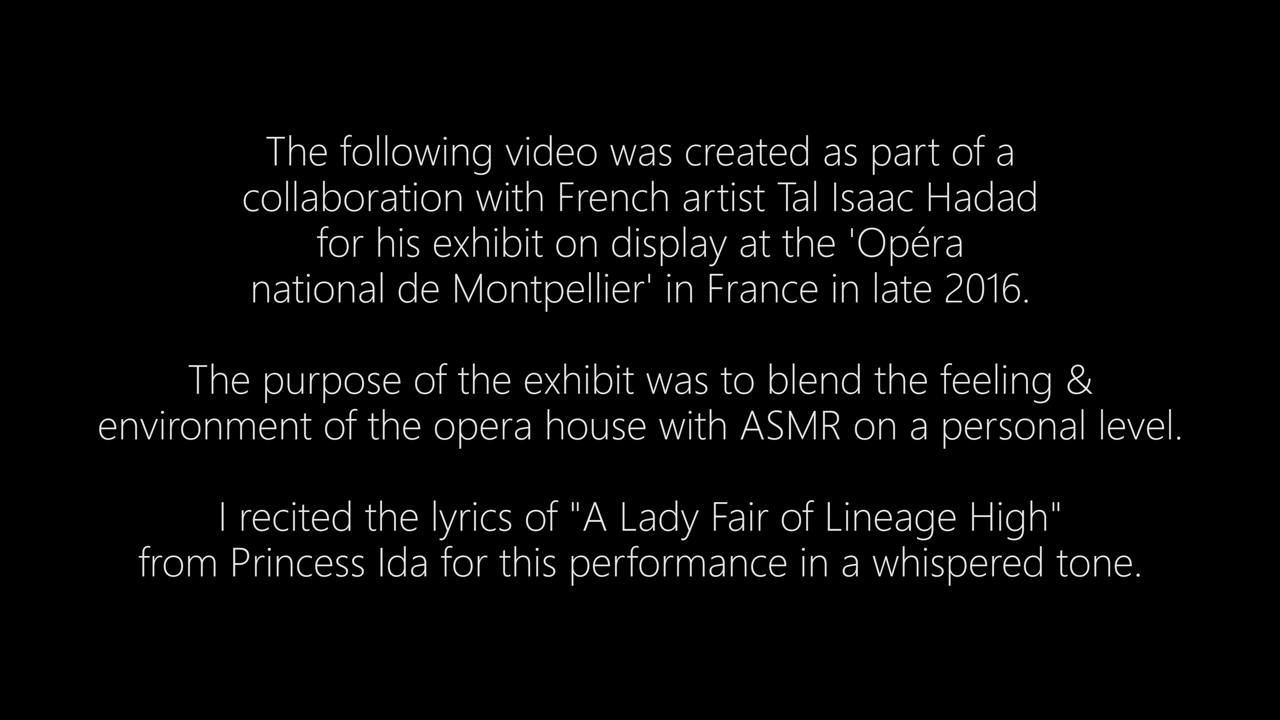 The following video was created as part of a
collaboration with French artist Tal Isaac Hadad
for his exhibit on display at the 'Opéra
national de Montpellier' in France in late 2016.
The purpose of the exhibit was to blend the feeling &
environment of the opera house with ASMR on a personal level.
I recited the lyrics of "A Lady Fair of Lineage High"
from Princess Ida for this performance in a whispered tone.